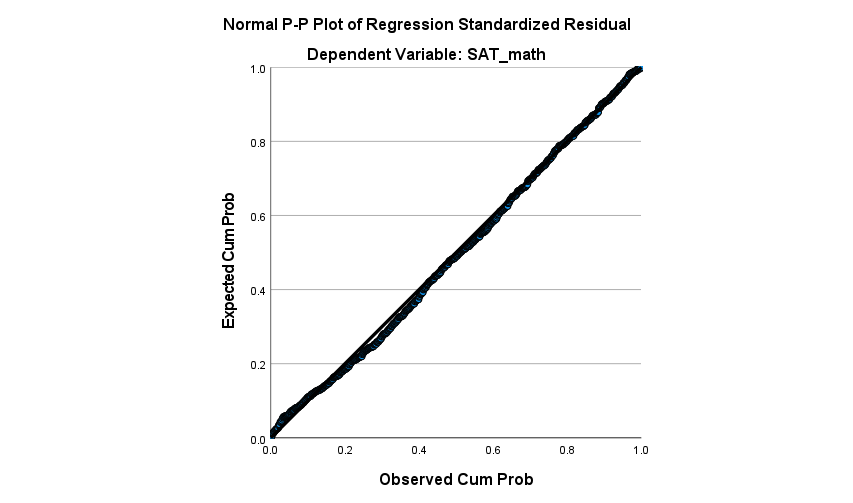 Normal P-P Plot of Regression Standardized Residual
Dependent Variable: SAT_math
Expected Cum Prob
1.0
0.8
0.6
0.4
0.2
0.0
0.0 0.2 0.4 0.6 0.8 1.0
Observed Cum Prob